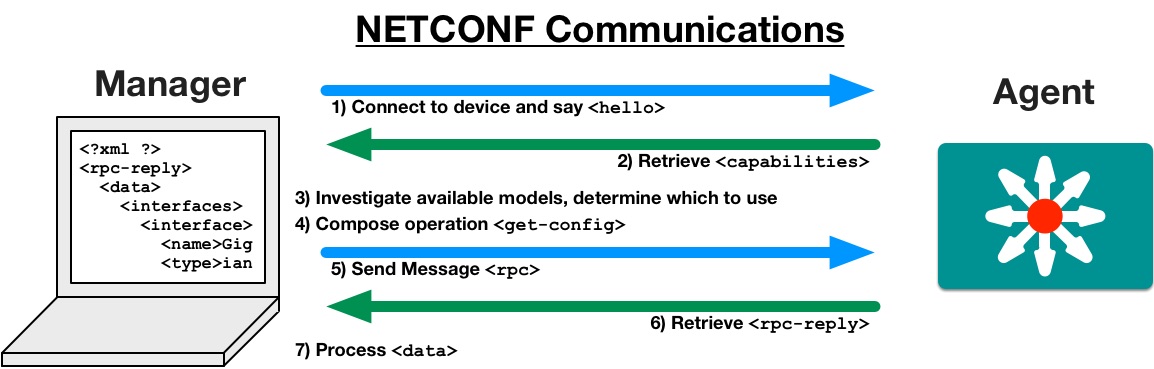 NETCONF Communications
Manager
Agent
1) Connect to device and say <hello>
2) Retrieve <capabilities>
3) Investigate available models, determine which to use
4) Compose operation <get-config>
5) Send Message <rpc>
6) Retrieve <rpc-reply>
7) Process <data>
<?xml ?>
<rpc-reply>
<data>
<interfaces>
<interface>
<name>Gig
<type>ian